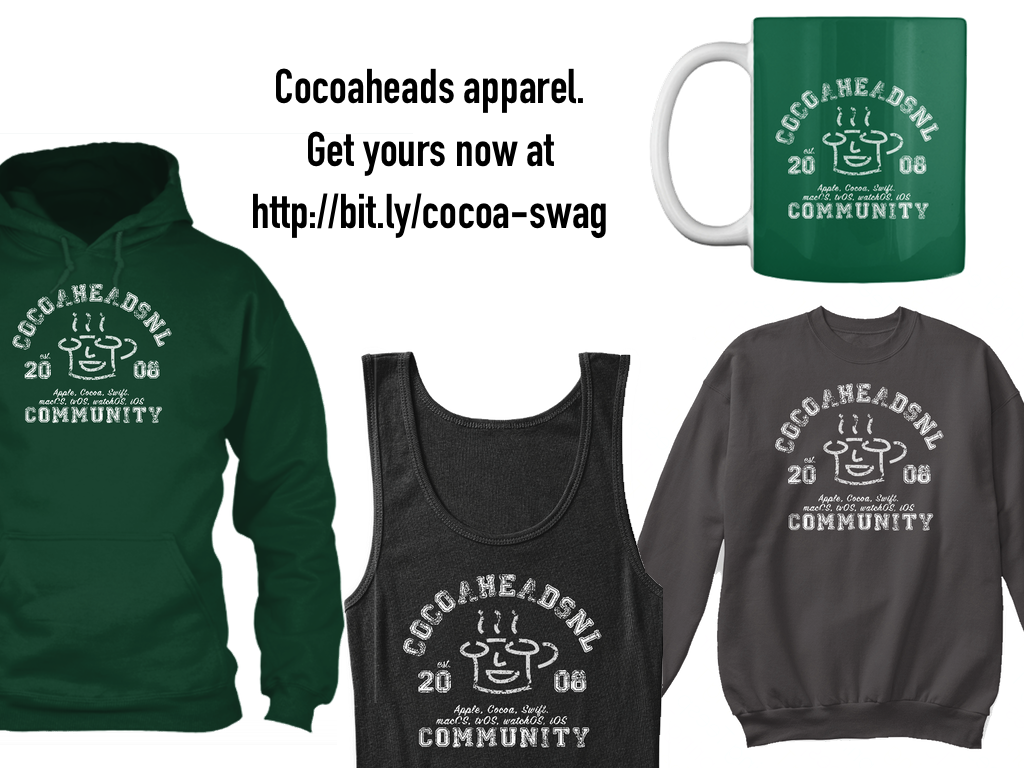 Cocoaheads apparel.
Get yours now at
http://bit.ly/cocoa-swag
COCOAHEADSNL
est.
20 08
Apple, Cocoa, Swift.
macOS, tvOS, watchOS, iOS
COMMUNITY
COCOAHEADSNL
est.
20 08
Apple, Cocoa, Swift.
macOS, tvOS, watchOS, iOS
COMMUNITY
COCOAHEADSNL
est.
20 08
Apple, Cocoa, Swift.
macOS, tvOS, watchOS, iOS
COMMUNITY
COCOAHEADSNL
est.
20 08
Apple, Cocoa, Swift.
macOS, tvOS, watchOS, iOS
COMMUNITY